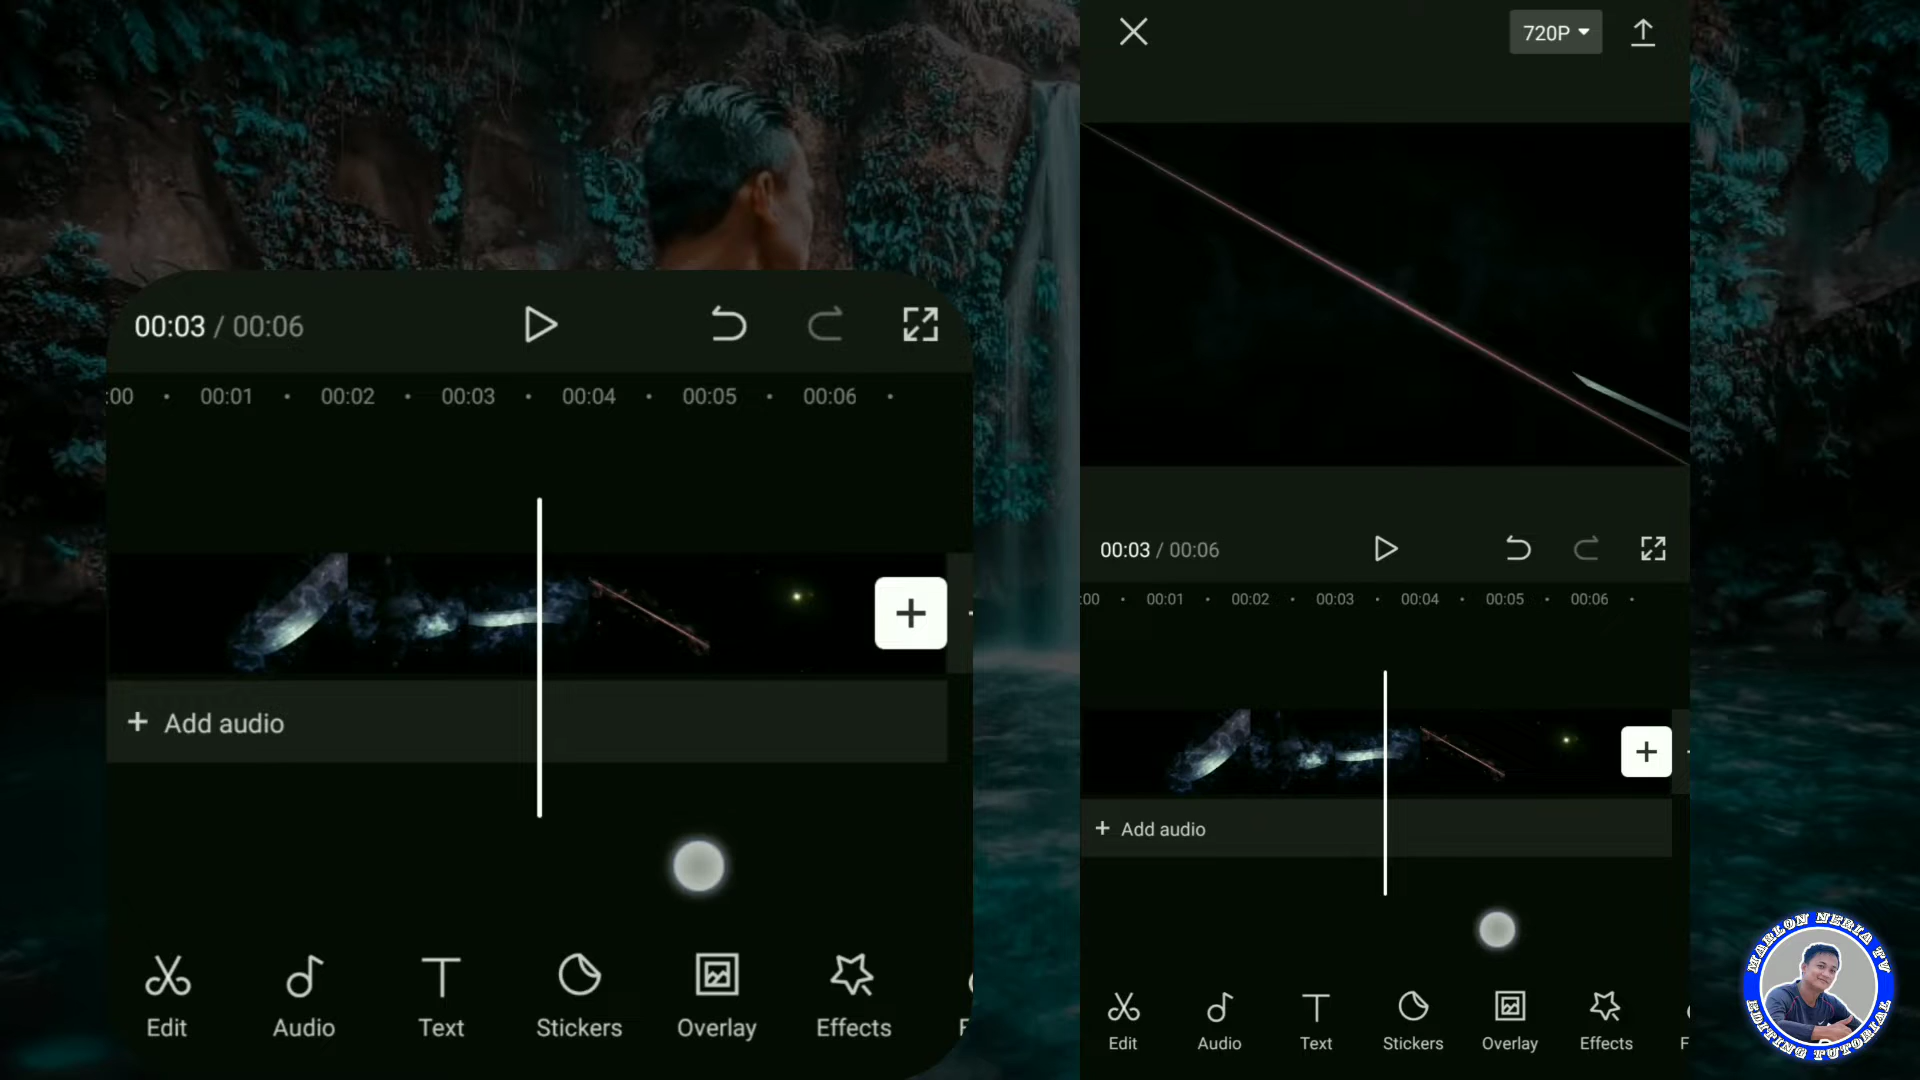 720P
00:03 / 00:06
:00 00:01 00:02 00:03 00:04 00:05 00:06
+ Add audio
Edit Audio Text Stickers Overlay Effects F
00:03 / 00:06
:00 00:01 00:02 00:03 00:04 00:05 00:06
+ Add audio
Edit Audio Text Stickers Overlay Effects F
MARLON NERIA TV
EDITING TUTORIAL